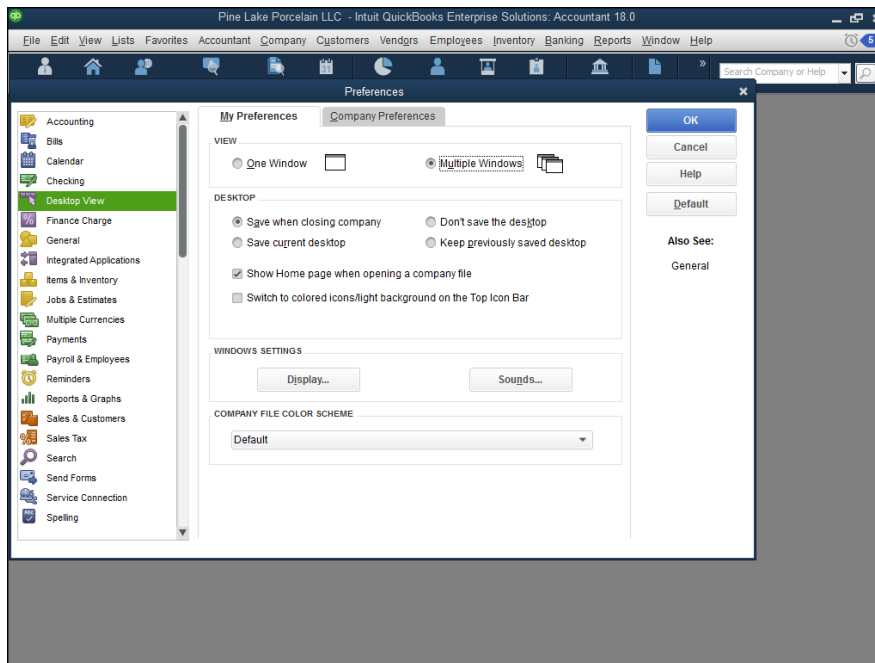 qb
Pine Lake Porcelain LLC - Intuit QuickBooks Enterprise Solutions: Accountant 18.0
File Edit View Lists Favorites Accountant Company Customers Vendors Employees Inventory Banking Reports Window Help 5
31 » Search Company or Help
Preferences
Accounting
Bills
Calendar
Checking
Desktop View
Finance Charge
General
Integrated Applications
Items & Inventory
Jobs & Estimates
Multiple Currencies
Payments
Payroll & Employees
Reminders
Reports & Graphs
Sales & Customers
Sales Tax
Search
Send Forms
Service Connection
ABC
Spelling
My Preferences Company Preferences
VIEW
One Window Multiple Windows
DESKTOP
Save when closing company Don't save the desktop
Save current desktop Keep previously saved desktop
Show Home page when opening a company file
Switch to colored icons/light background on the Top Icon Bar
WINDOWS SETTINGS
Display... Sounds...
COMPANY FILE COLOR SCHEME
Default
OK
Cancel
Help
Default
Also See:
General